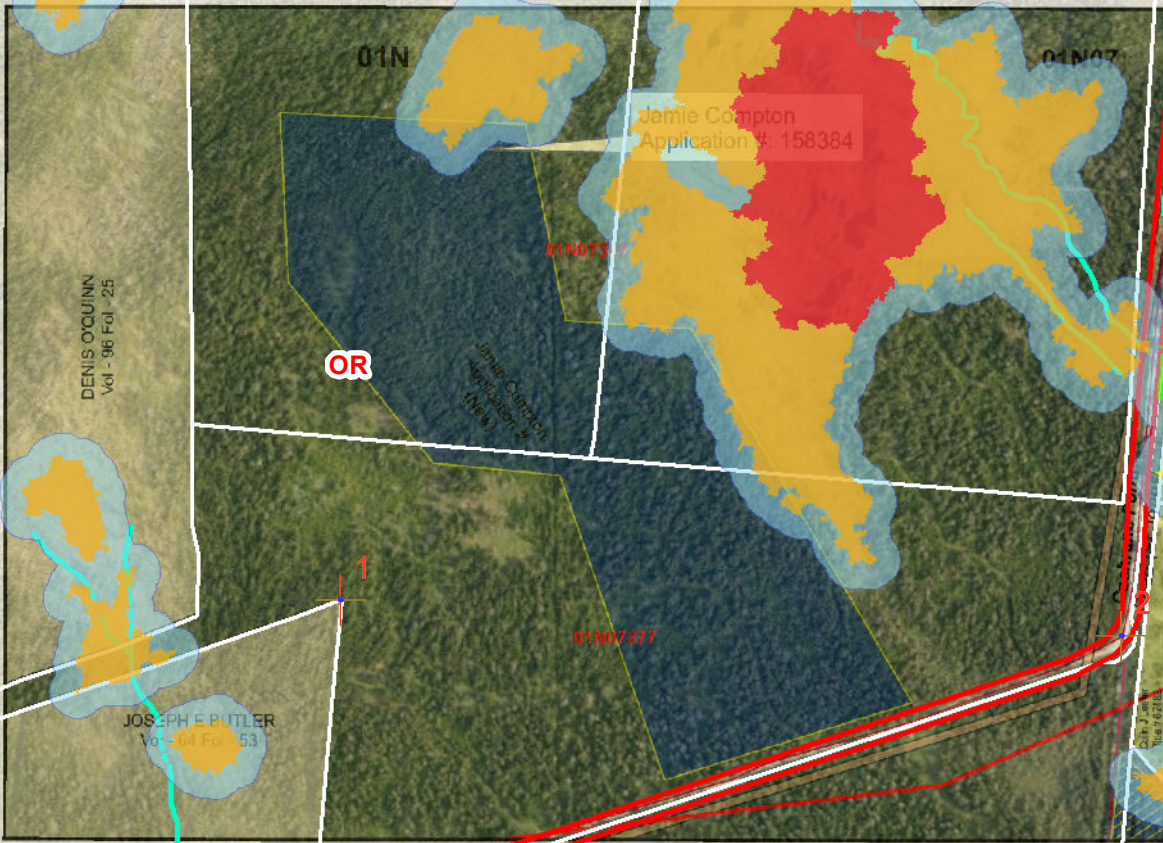 01N
01N07
Jamie Compton
Application #: 158384
01N073
DENIS O'QUINN
Vol - 96 Fol - 25
OR
Jamie Compton
Application
(New)
1
2
01N07377
JOSEPH F BUTLER
Vol - 64 Fol - 53